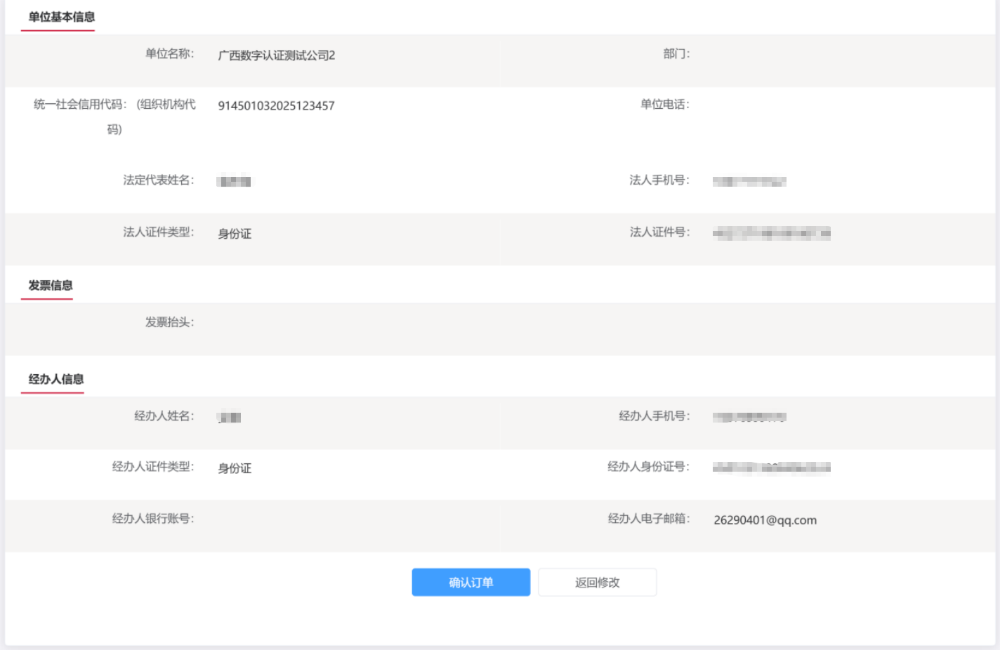 单位基本信息
单位名称： 广西数字认证测试公司2 部门：
统一社会信用代码： (组织机构代 914501032025123457 单位电话：
码)
法定代表姓名： 法人手机号：
法人证件类型： 身份证 法人证件号：
发票信息
发票抬头：
经办人信息
经办人姓名： 经办人手机号：
经办人证件类型： 身份证 经办人身份证号：
经办人银行账号： 经办人电子邮箱： 26290401@qq.com
确认订单 返回修改